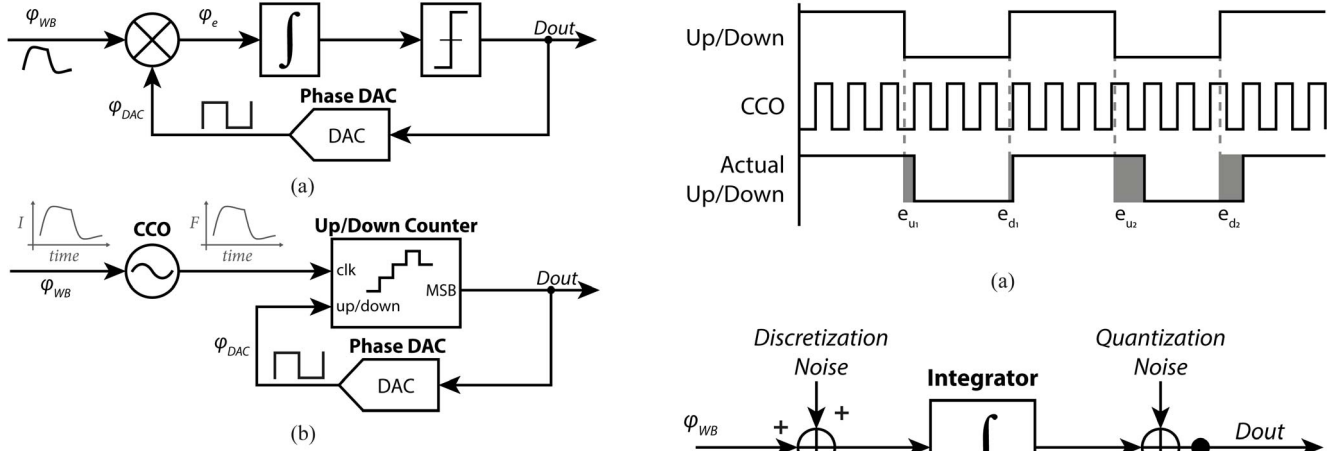 φWB
φe
Dout
Phase DAC
φDAC
DAC
(a)
I
time
CCO
F
time
Up/Down Counter
clk
Dout
φWB
up/down
MSB
Phase DAC
φDAC
DAC
(b)
Up/Down
CCO
Actual
Up/Down
eu1
ed1
eu2
ed2
(a)
Discretization
Noise
Quantization
Noise
Integrator
φWB
+
+
Dout